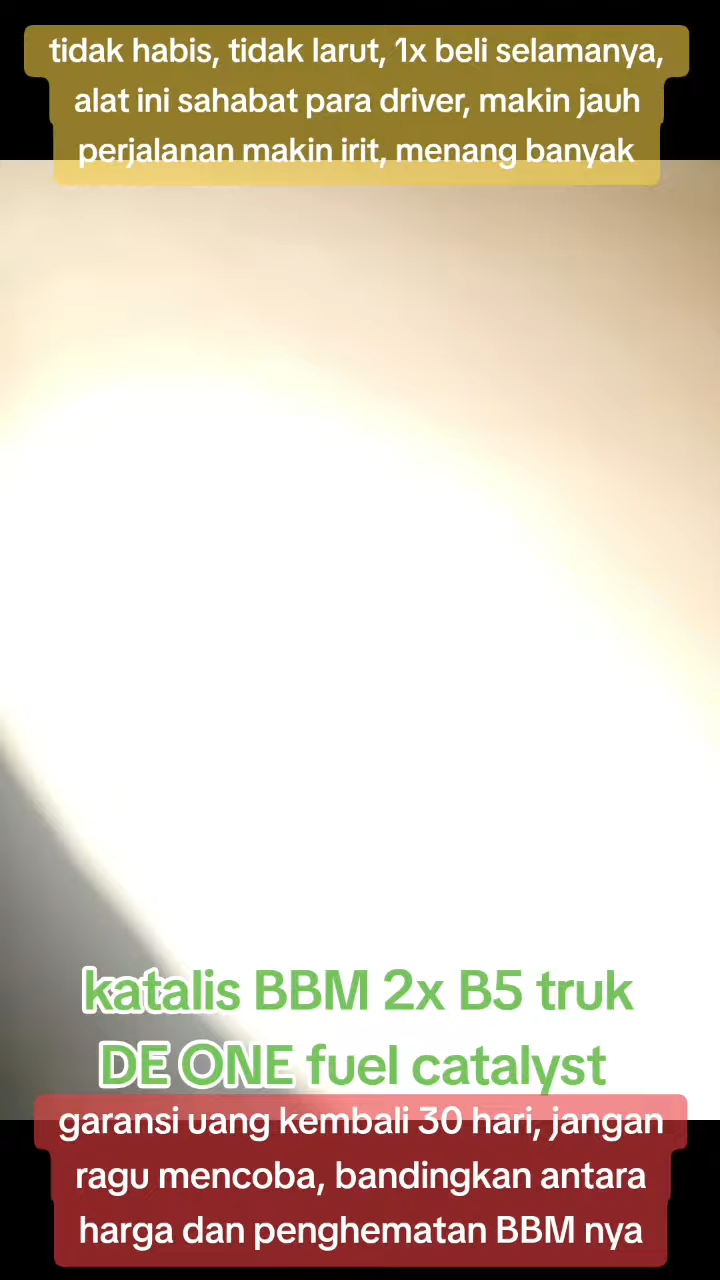 tidak habis, tidak larut, 1x beli selamanya,
alat ini sahabat para driver, makin jauh
perjalanan makin irit, menang banyak
katalis BBM 2x B5 truk
DE ONE fuel catalyst
garansi uang kembali 30 hari, jangan
ragu mencoba, bandingkan antara
harga dan penghematan BBM nya